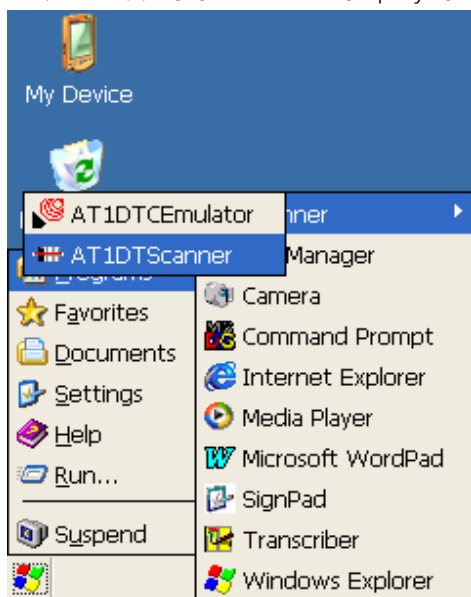 My Device
AT1DTCEmulator
AT1DTScanner
nner
Manager
Programs
Camera
Favorites
Command Prompt
Documents
Internet Explorer
Settings
Media Player
Help
Microsoft WordPad
Run...
SignPad
Suspend
Transcriber
Windows Explorer